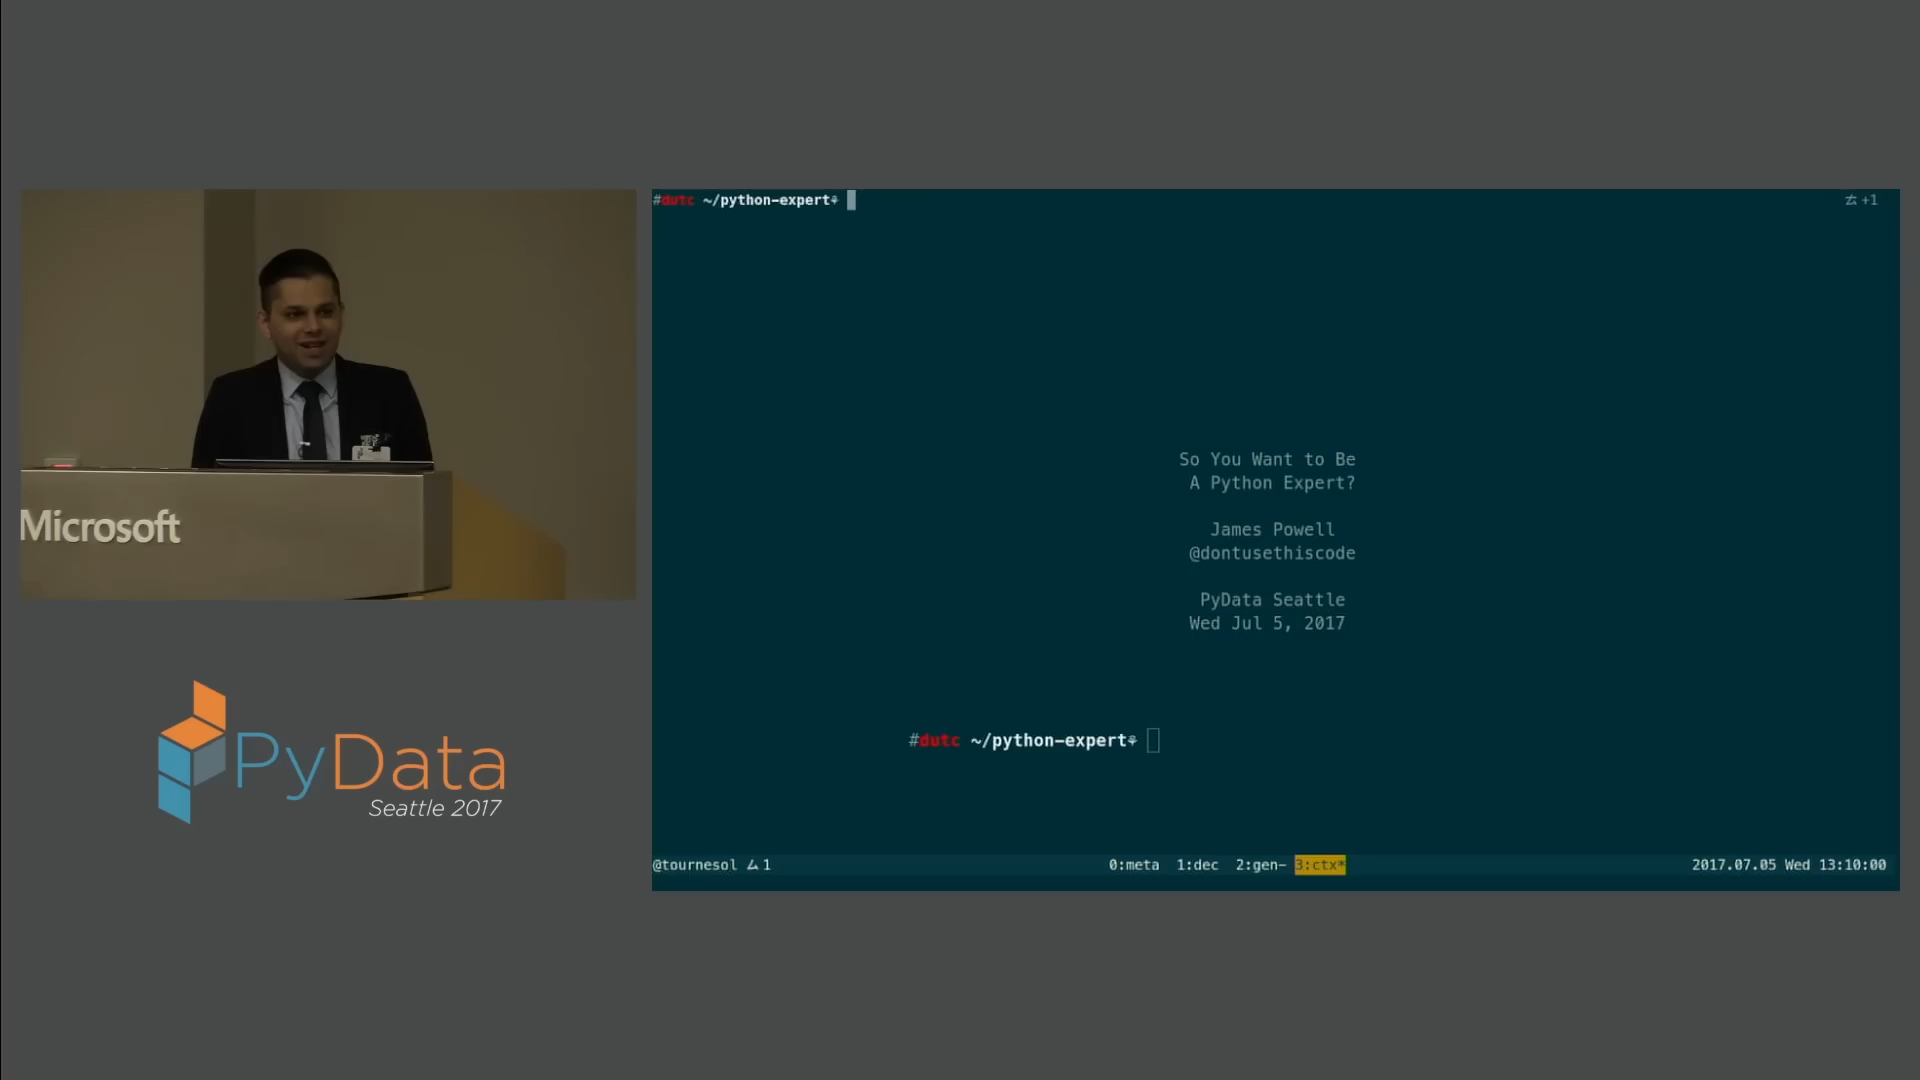 #dutc ~/python-expert
+1
So You Want to Be
A Python Expert?
James Powell
@dontusethiscode
PyData Seattle
Wed Jul 5, 2017
#dutc ~/python-expert
@tournesol 1
0:meta 1:dec 2:gen- 3:ctx*
2017.07.05 Wed 13:10:00
Microsoft
PyData
Seattle 2017